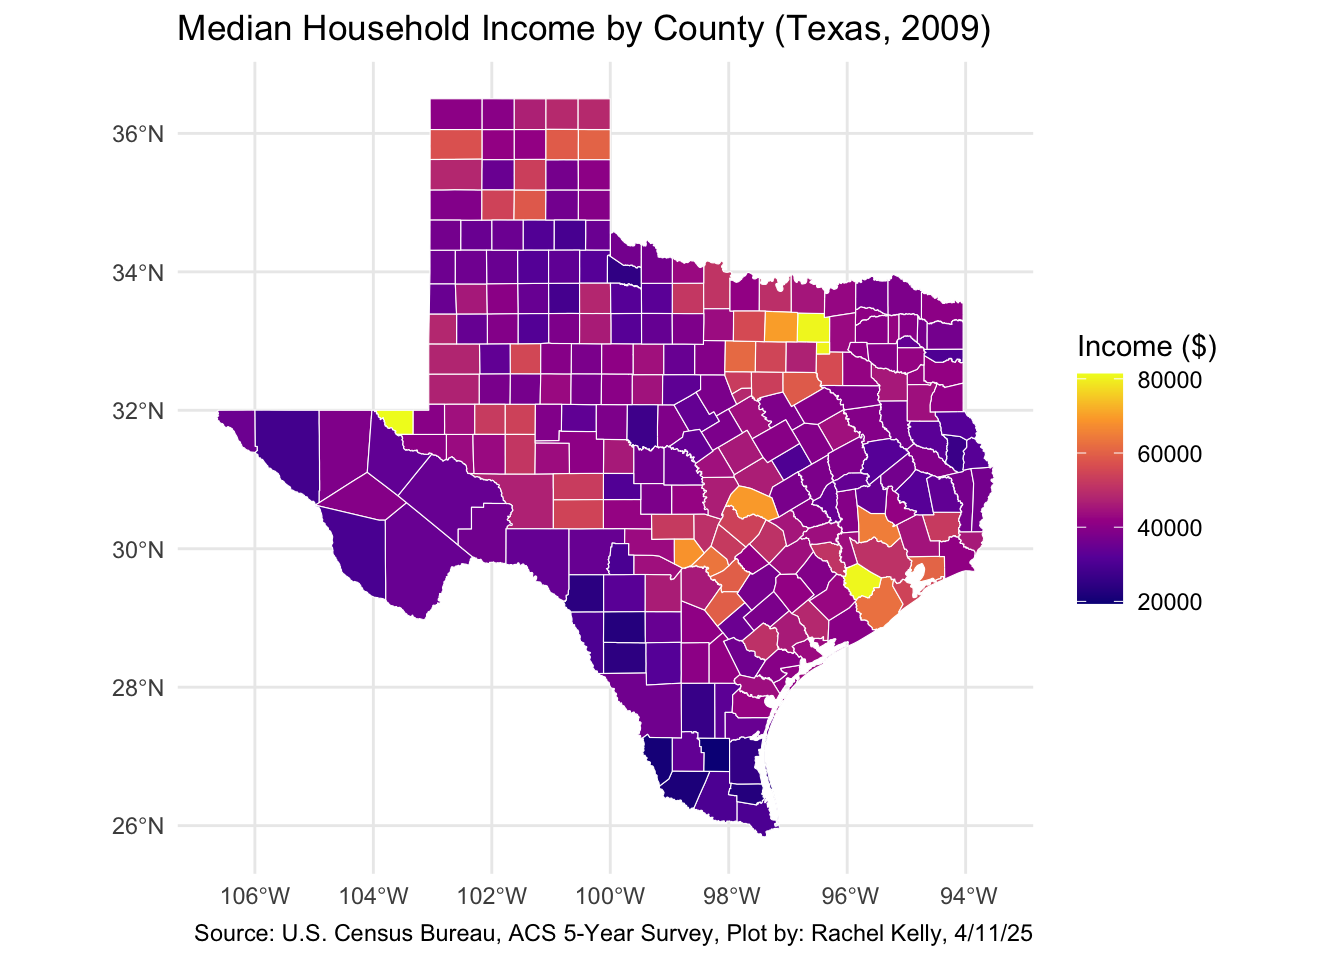 Median Household Income by County (Texas, 2009)
36°N
34°N
32°N
30°N
28°N
26°N
106°W 104°W 102°W 100°W 98°W 96°W 94°W
Income ($)
80000
60000
40000
20000
Source: U.S. Census Bureau, ACS 5-Year Survey, Plot by: Rachel Kelly, 4/11/25